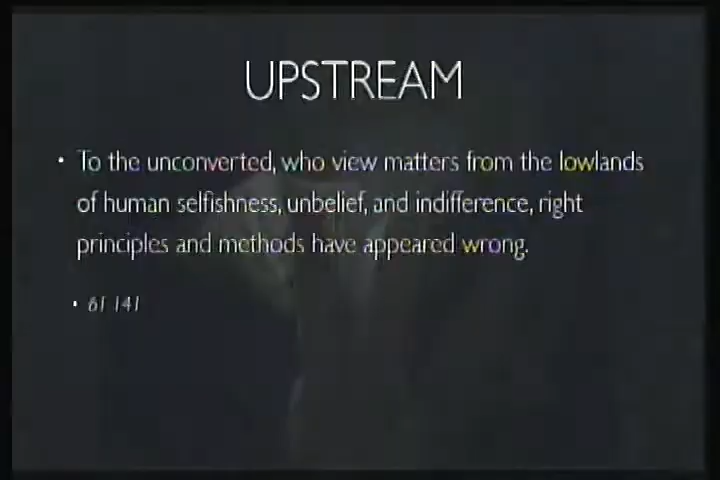 UPSTREAM
• To the unconverted, who view matters from the lowlands
of human selfishness, unbelief, and indifference, right
principles and methods have appeared wrong.
• 6T 141